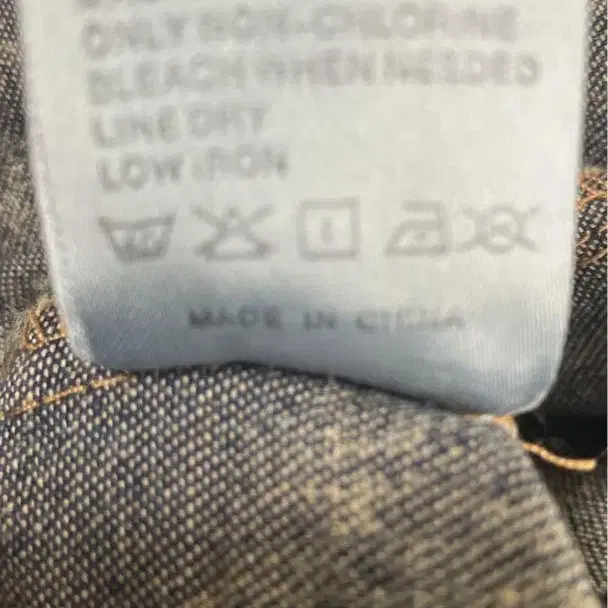 ONLY NON-CHLORINE
BLEACH WHEN NEEDED
LINE DRY
LOW IRON
MADE IN CHINA